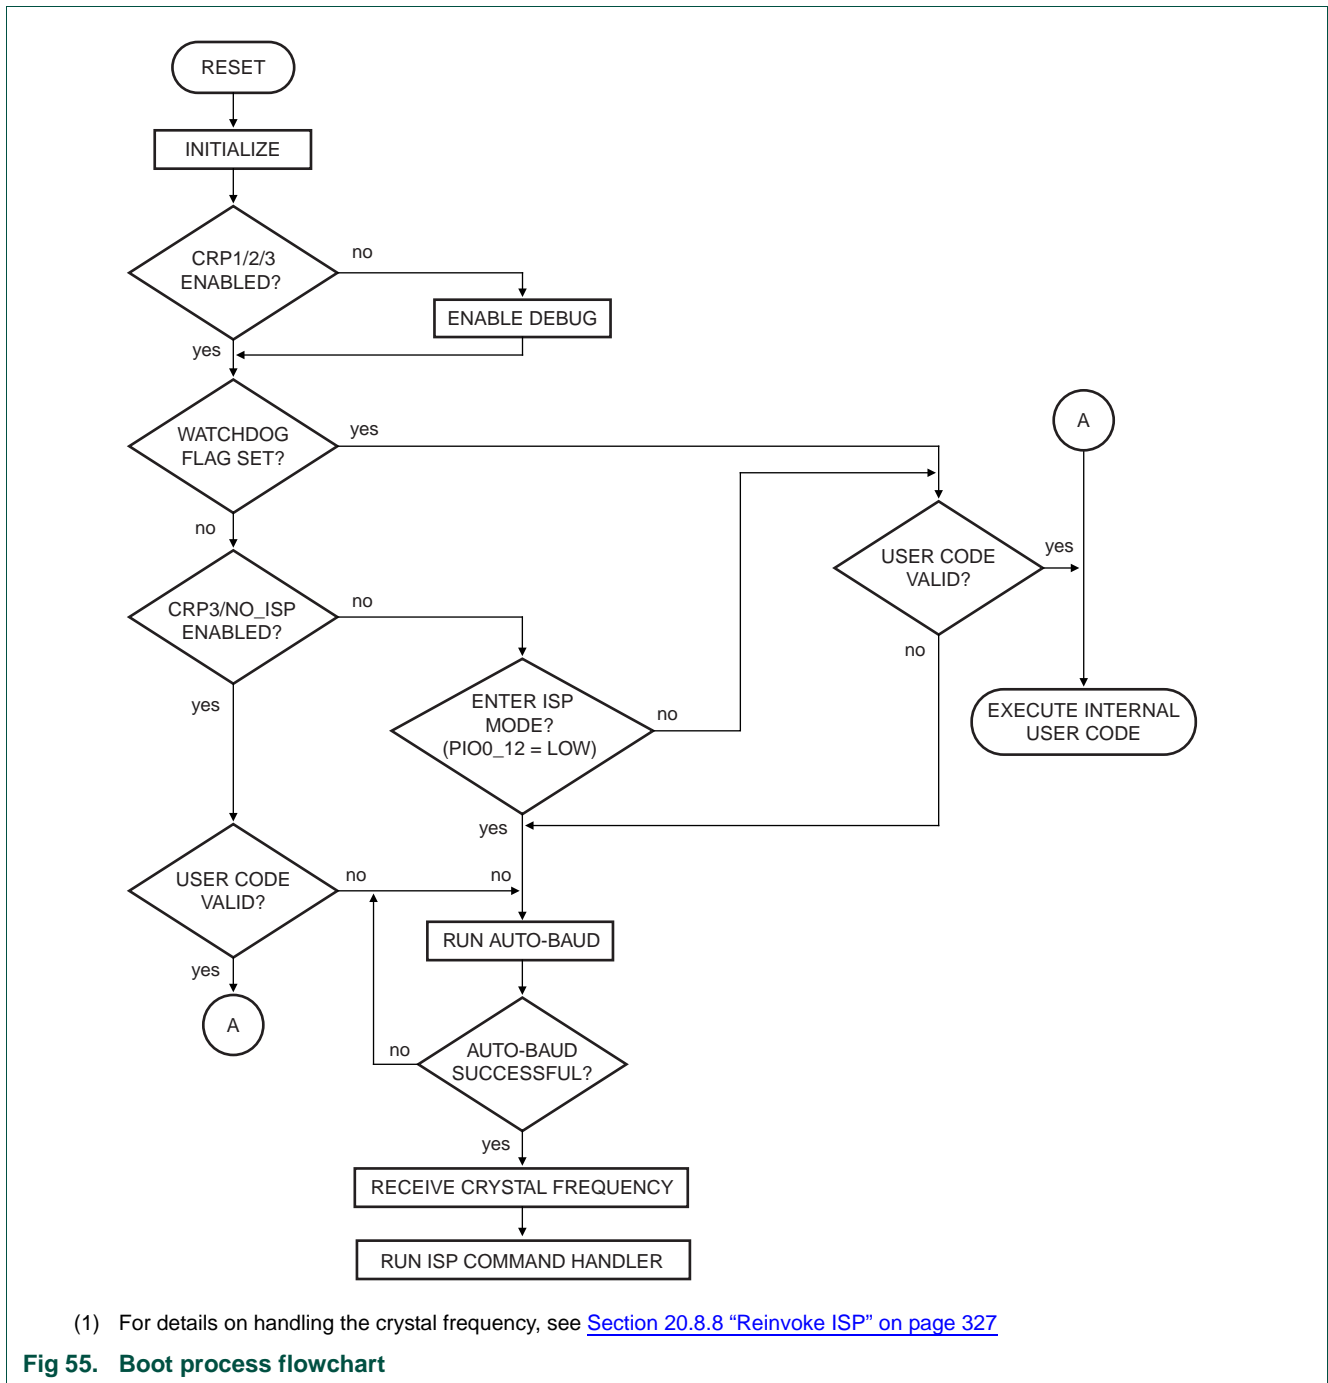 RESET
INITIALIZE
CRP1/2/3
ENABLED?
no
ENABLE DEBUG
yes
WATCHDOG
FLAG SET?
yes
A
no
USER CODE
VALID?
yes
CRP3/NO_ISP
ENABLED?
no
no
yes
ENTER ISP
MODE?
(PIO0_12 = LOW)
no
EXECUTE INTERNAL
USER CODE
yes
USER CODE
VALID?
no
no
RUN AUTO-BAUD
yes
A
AUTO-BAUD
SUCCESSFUL?
no
yes
RECEIVE CRYSTAL FREQUENCY
RUN ISP COMMAND HANDLER
(1) For details on handling the crystal frequency, see Section 20.8.8 “Reinvoke ISP” on page 327
Fig 55. Boot process flowchart